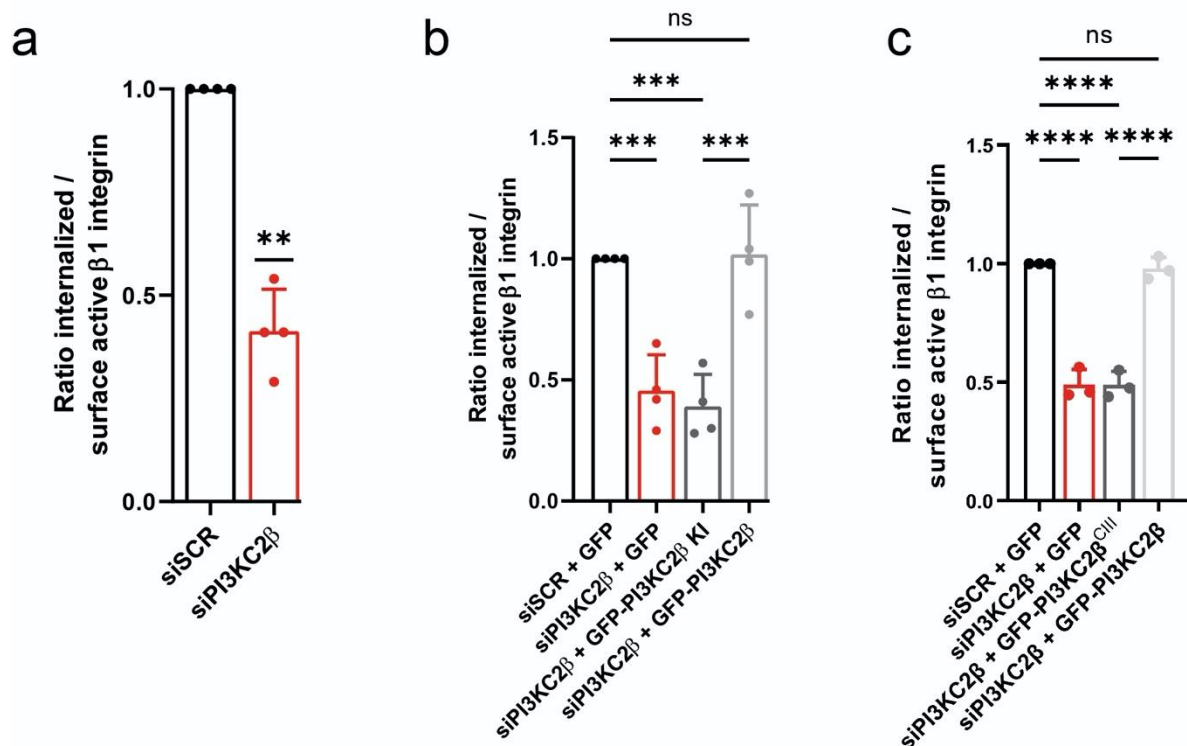 a
Ratio internalized /
surface active β1 integrin
1.0
0.5
0.0
**
siSCR
siPI3KC2β
b
Ratio internalized /
surface active β1 integrin
1.5
1.0
0.5
0.0
ns
***
***
***
siSCR + GFP
siPI3KC2β + GFP
siPI3KC2β + GFP-PI3KC2β KI
siPI3KC2β + GFP-PI3KC2β
c
Ratio internalized /
surface active β1 integrin
1.5
1.0
0.5
0.0
ns
****
****
****
siSCR + GFP
siPI3KC2β + GFP
siPI3KC2β + GFP-PI3KC2β^CIII
siPI3KC2β + GFP-PI3KC2β